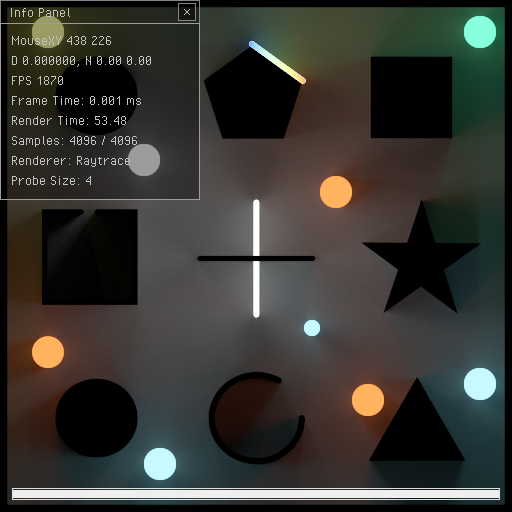 Info Panel
MouseXY 438 226
D 0.000000, N 0.00 0.00
FPS 1870
Frame Time: 0.001 ms
Render Time: 53.48
Samples: 4096 / 4096
Renderer: Raytrace
Probe Size: 4